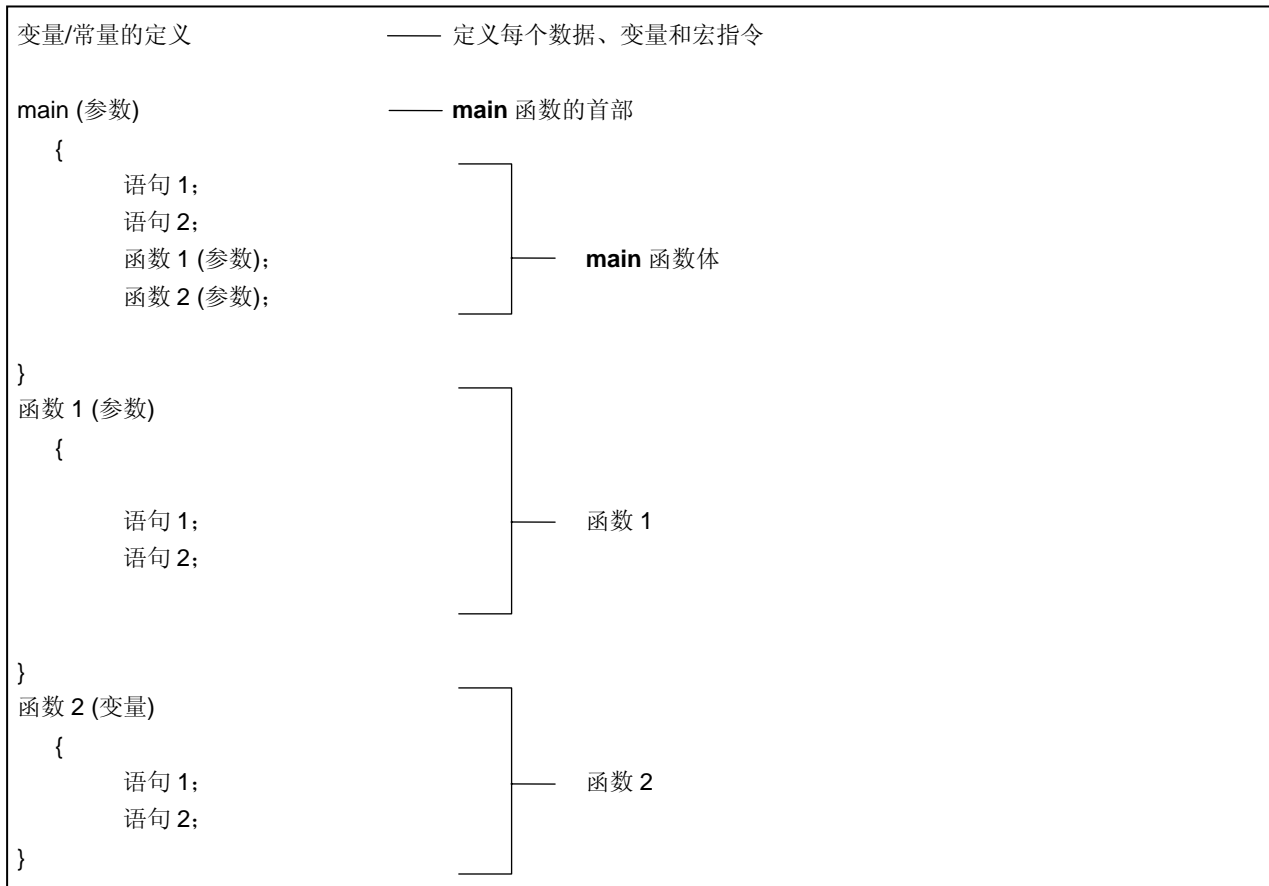 变量/常量的定义 定义每个数据、变量和宏指令
main (参数) main 函数的首部
{
语句 1;
语句 2;
函数 1 (参数);
函数 2 (参数);
main 函数体
}
函数 1 (参数)
{
语句 1;
函数 1
语句 2;
}
函数 2 (变量)
{
语句 1;
函数 2
语句 2;
}